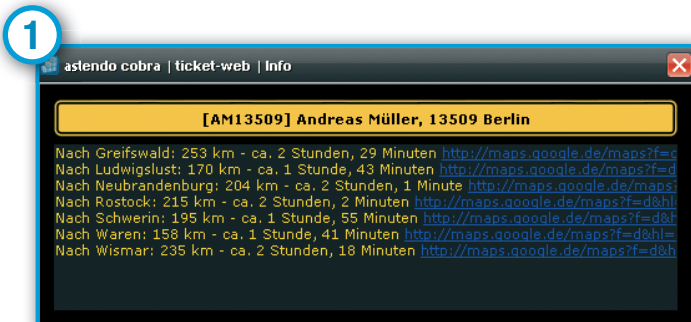 1
astendo cobra | ticket-web | Info
[AM13509] Andreas Müller, 13509 Berlin
Nach Greifswald: 253 km - ca. 2 Stunden, 29 Minuten http://maps.google.de/maps?f=d
Nach Ludwigslust: 170 km - ca. 1 Stunde, 43 Minuten http://maps.google.de/maps?f=d
Nach Neubrandenburg: 204 km - ca. 2 Stunden, 1 Minute http://maps.google.de/maps?
Nach Rostock: 215 km - ca. 2 Stunden, 2 Minuten http://maps.google.de/maps?f=d&hl
Nach Schwerin: 195 km - ca. 1 Stunde, 55 Minuten http://maps.google.de/maps?f=d&h
Nach Waren: 158 km - ca. 1 Stunde, 41 Minuten http://maps.google.de/maps?f=d&hl=
Nach Wismar: 235 km - ca. 2 Stunden, 18 Minuten http://maps.google.de/maps?f=d&h